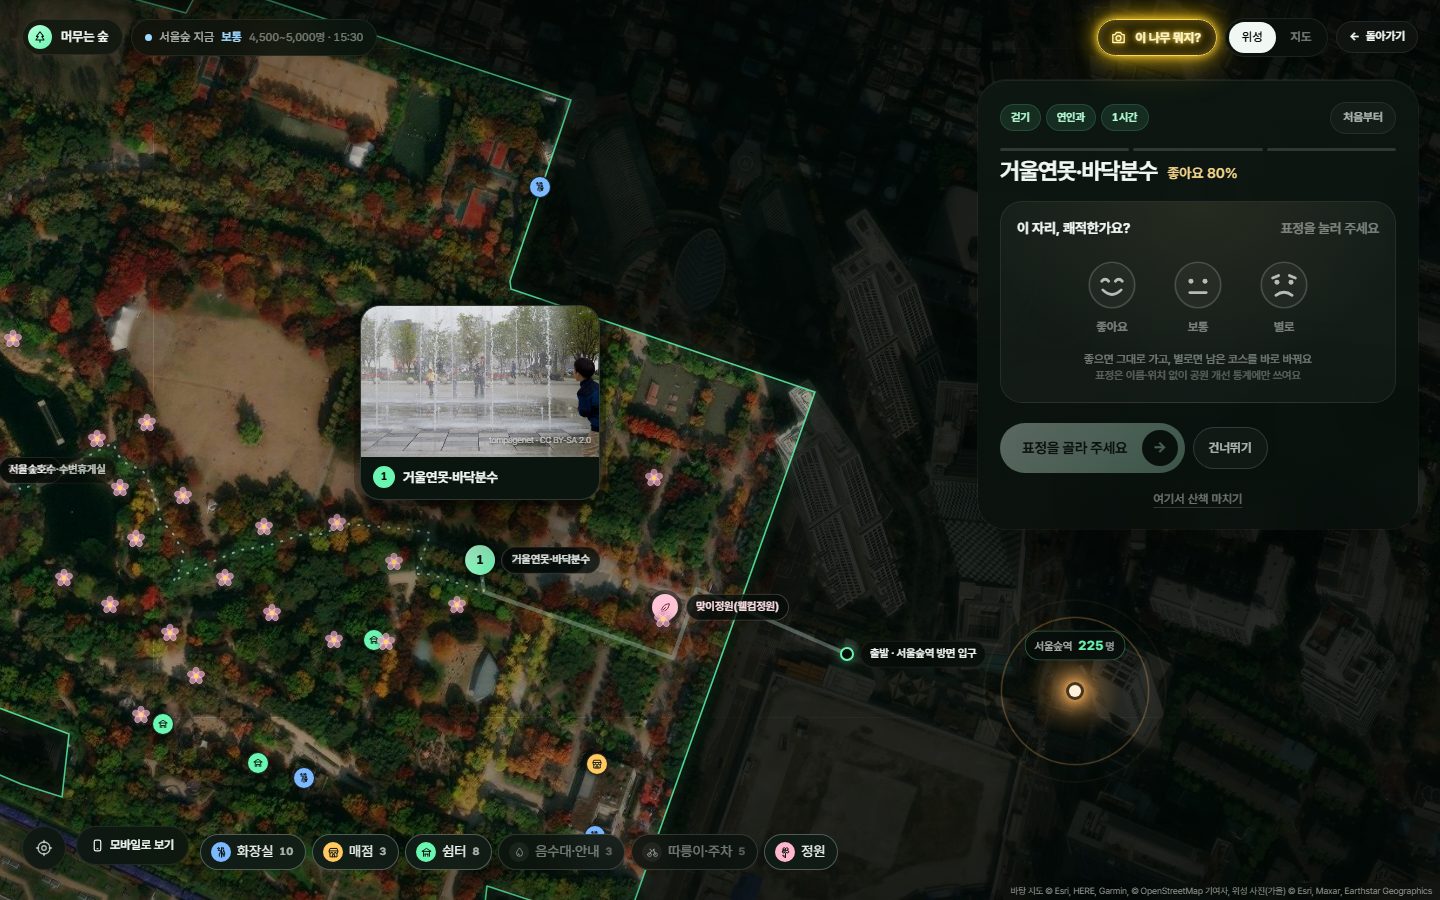 머무는 숲
서울숲 지금 보통 4,500~5,000명 · 15:30
이 나무 뭐지?
위성
지도
← 돌아가기
걷기
연인과
1시간
처음부터
거울연못·바닥분수 좋아요 80%
이 자리, 쾌적한가요?
표정을 눌러 주세요
좋아요
보통
별로
좋으면 그대로 가고, 별로면 남은 코스를 바로 바꿔요
표정은 이름·위치 없이 공원 개선 통계에만 쓰여요
표정을 골라 주세요 →
건너뛰기
여기서 산책 마치기
tompagenet · CC BY-SA 2.0
1 거울연못·바닥분수
서울숲호수·수변휴게실
1 거울연못·바닥분수
맞이정원(웰컴정원)
출발 · 서울숲역 방면 입구
서울숲역 225명
모바일로 보기
화장실 10
매점 3
쉼터 8
음수대·안내 3
따릉이·주차 5
정원
바탕 지도 © Esri, HERE, Garmin, © OpenStreetMap 기여자, 위성 사진(가을) © Esri, Maxar, Earthstar Geographics